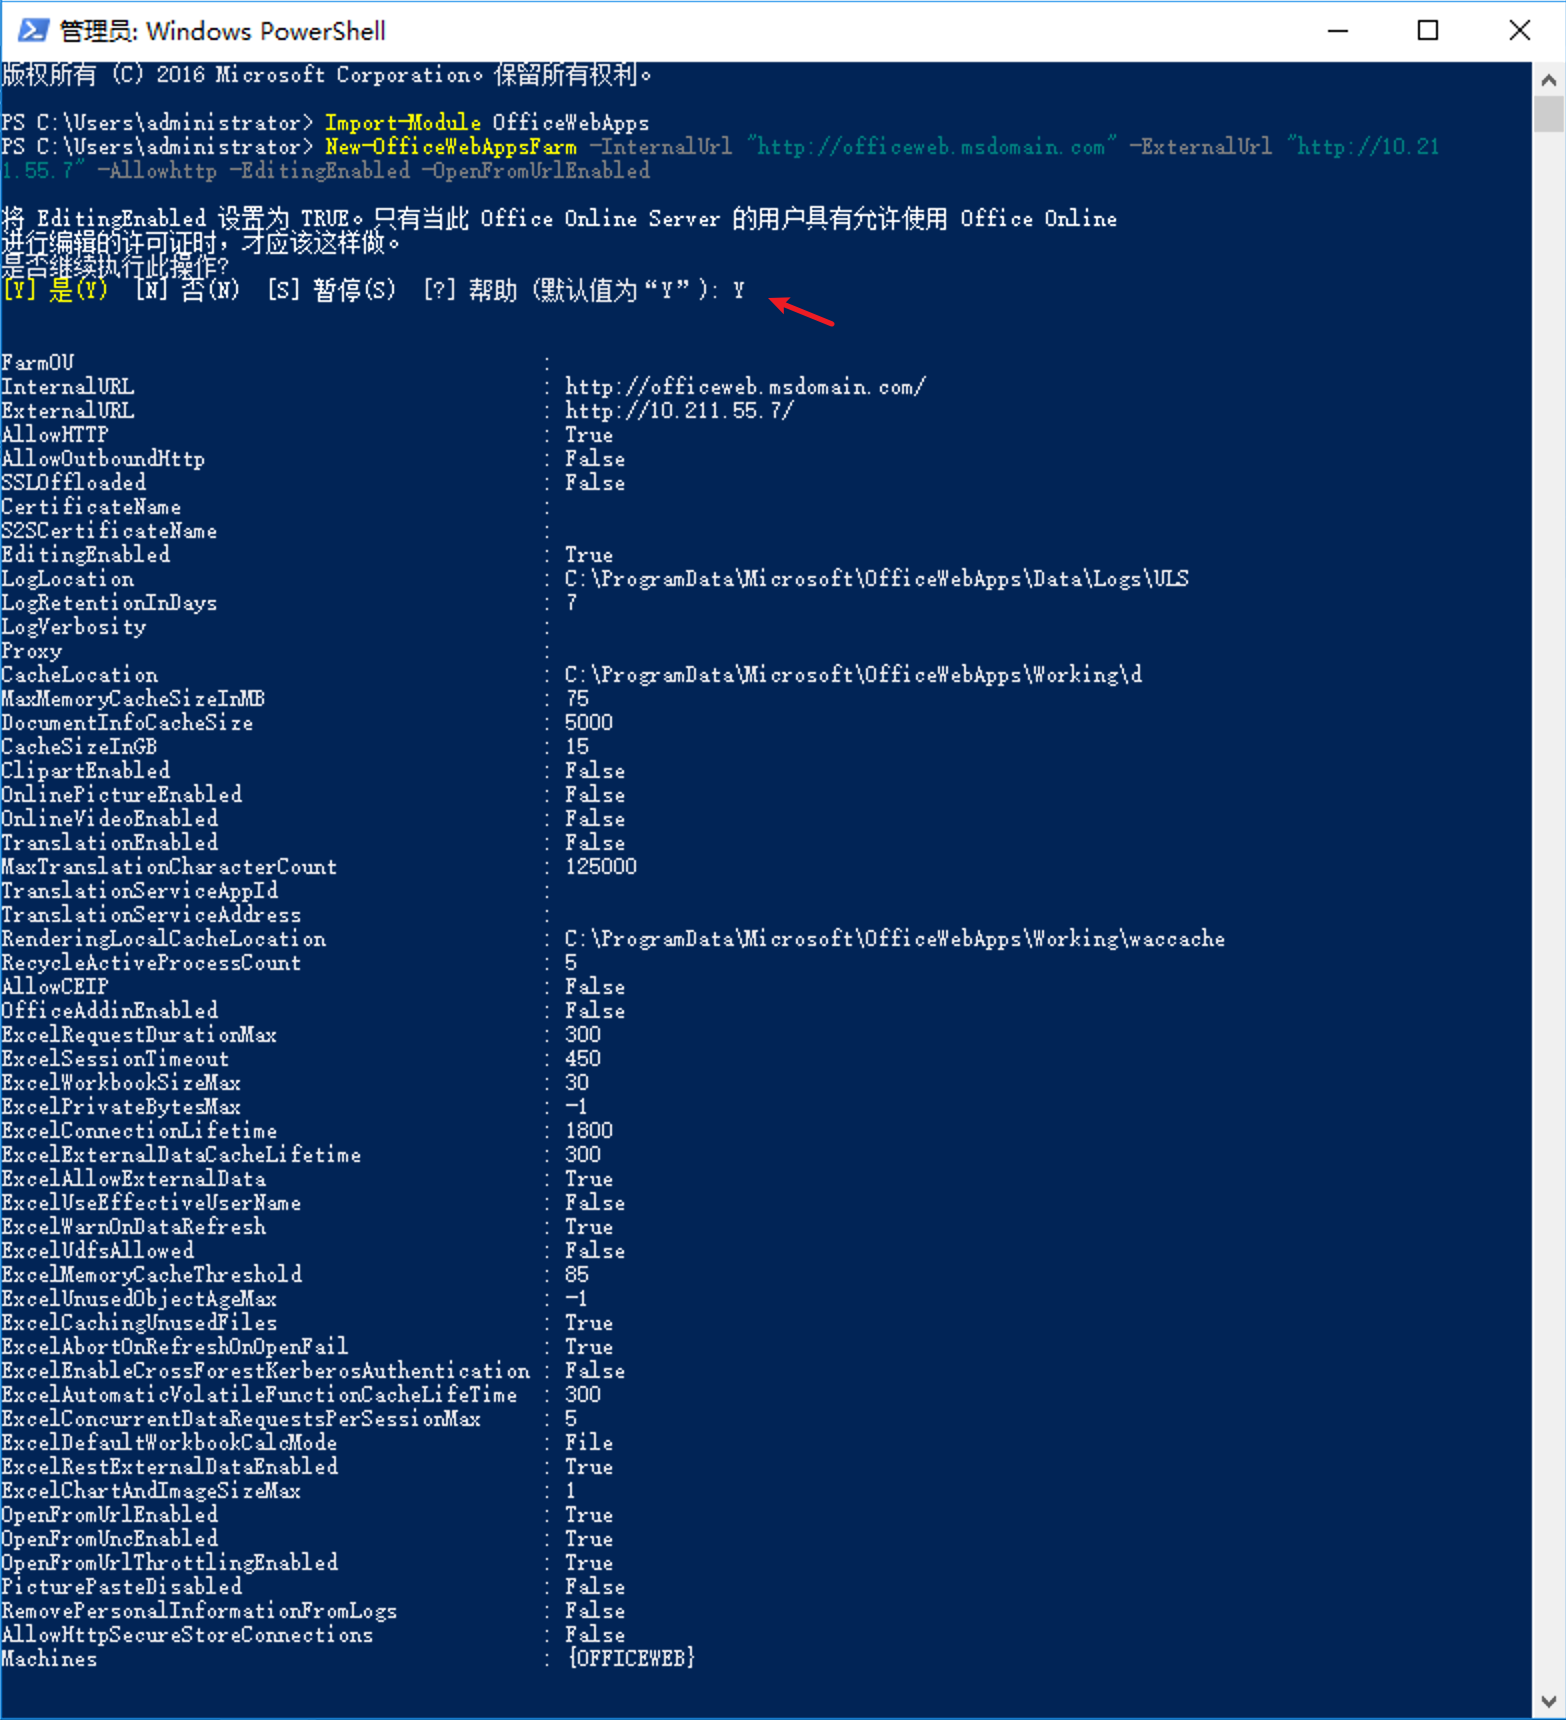 管理员: Windows PowerShell
版权所有 (C) 2016 Microsoft Corporation。保留所有权利。
PS C:\Users\administrator> Import-Module OfficeWebApps
PS C:\Users\administrator> New-OfficeWebAppsFarm -InternalUrl "http://officeweb.msdomain.com" -ExternalUrl "http://10.21
1.55.7" -Allowhttp -EditingEnabled -OpenFromUrlEnabled
将 EditingEnabled 设置为 TRUE。只有当此 Office Online Server 的用户具有允许使用 Office Online
进行编辑的许可证时，才应该这样做。
是否继续执行此操作?
[Y] 是(Y)  [N] 否(N)  [S] 暂停(S)  [?] 帮助 (默认值为“Y”): Y
FarmOU :
InternalURL : http://officeweb.msdomain.com/
ExternalURL : http://10.211.55.7/
AllowHTTP : True
AllowOutboundHttp : False
SSLOffloaded : False
CertificateName :
S2SCertificateName :
EditingEnabled : True
LogLocation : C:\ProgramData\Microsoft\OfficeWebApps\Data\Logs\ULS
LogRetentionInDays : 7
LogVerbosity :
Proxy :
CacheLocation : C:\ProgramData\Microsoft\OfficeWebApps\Working\d
MaxMemoryCacheSizeInMB : 75
DocumentInfoCacheSize : 5000
CacheSizeInGB : 15
ClipartEnabled : False
OnlinePictureEnabled : False
OnlineVideoEnabled : False
TranslationEnabled : False
MaxTranslationCharacterCount : 125000
TranslationServiceAppId :
TranslationServiceAddress :
RenderingLocalCacheLocation : C:\ProgramData\Microsoft\OfficeWebApps\Working\waccache
RecycleActiveProcessCount : 5
AllowCEIP : False
OfficeAddinEnabled : False
ExcelRequestDurationMax : 300
ExcelSessionTimeout : 450
ExcelWorkbookSizeMax : 30
ExcelPrivateBytesMax : -1
ExcelConnectionLifetime : 1800
ExcelExternalDataCacheLifetime : 300
ExcelAllowExternalData : True
ExcelUseEffectiveUserName : False
ExcelWarnOnDataRefresh : True
ExcelUdfsAllowed : False
ExcelMemoryCacheThreshold : 85
ExcelUnusedObjectAgeMax : -1
ExcelCachingUnusedFiles : True
ExcelAbortOnRefreshOnOpenFail : True
ExcelEnableCrossForestKerberosAuthentication : False
ExcelAutomaticVolatileFunctionCacheLifeTime : 300
ExcelConcurrentDataRequestsPerSessionMax : 5
ExcelDefaultWorkbookCalcMode : File
ExcelRestExternalDataEnabled : True
ExcelChartAndImageSizeMax : 1
OpenFromUrlEnabled : True
OpenFromUncEnabled : True
OpenFromUrlThrottlingEnabled : True
PicturePasteDisabled : False
RemovePersonalInformationFromLogs : False
AllowHttpSecureStoreConnections : False
Machines : {OFFICEWEB}